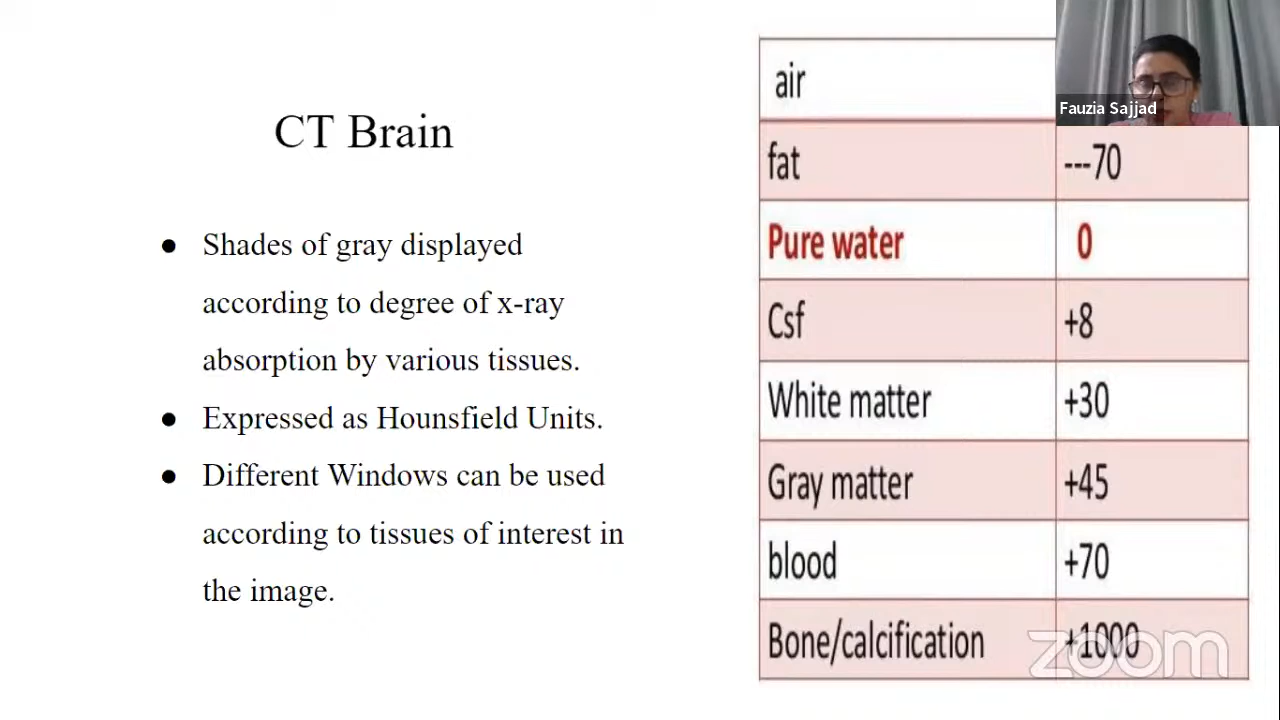 CT Brain
● Shades of gray displayed
according to degree of x-ray
absorption by various tissues.
● Expressed as Hounsfield Units.
● Different Windows can be used
according to tissues of interest in
the image.
air
fat ---70
Pure water 0
Csf +8
White matter +30
Gray matter +45
blood +70
Bone/calcification +1000
Fauzia Sajjad
zoom